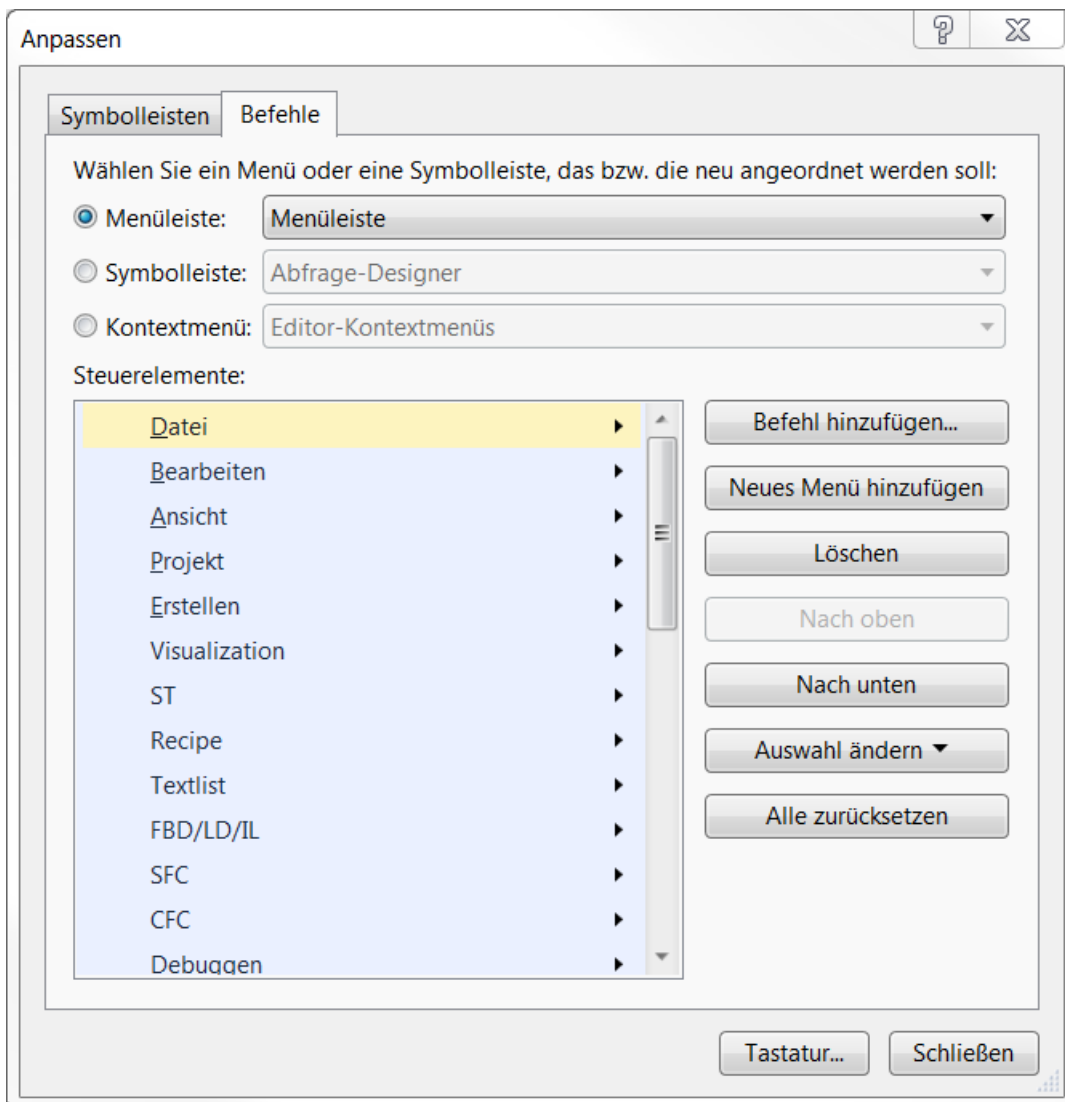 Anpassen
Symbolleisten Befehle
Wählen Sie ein Menü oder eine Symbolleiste, das bzw. die neu angeordnet werden soll:
Menüleiste: Menüleiste
Symbolleiste: Abfrage-Designer
Kontextmenü: Editor-Kontextmenüs
Steuerelemente:
Datei
Bearbeiten
Ansicht
Projekt
Erstellen
Visualization
ST
Recipe
Textlist
FBD/LD/IL
SFC
CFC
Debuggen
Befehl hinzufügen...
Neues Menü hinzufügen
Löschen
Nach oben
Nach unten
Auswahl ändern
Alle zurücksetzen
Tastatur... Schließen